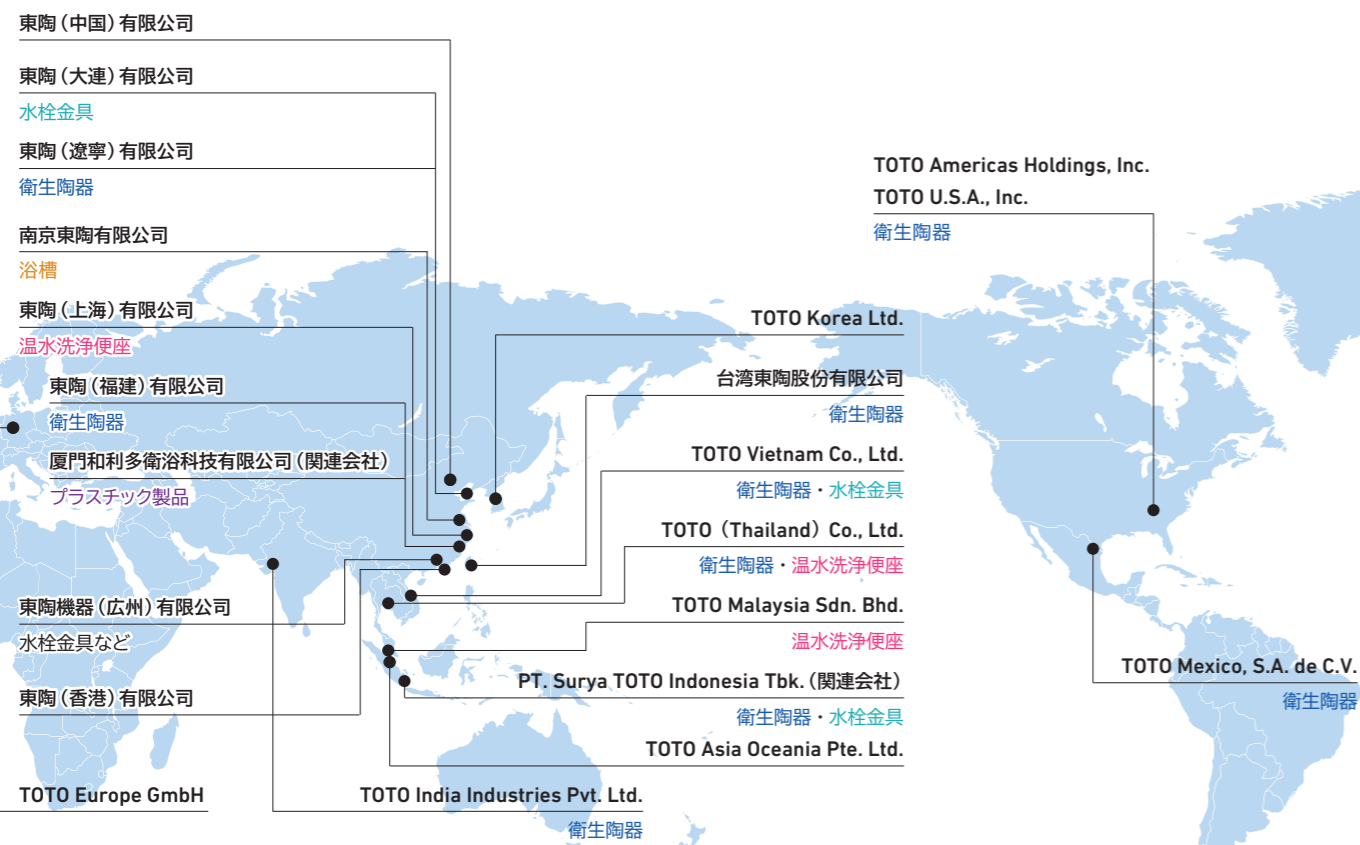 東陶（中国）有限公司
東陶（大連）有限公司
水栓金具
東陶（遼寧）有限公司
衛生陶器
南京東陶有限公司
浴槽
東陶（上海）有限公司
温水洗浄便座
東陶（福建）有限公司
衛生陶器
厦門和利多衛浴科技有限公司（関連会社）
プラスチック製品
東陶機器（広州）有限公司
水栓金具など
東陶（香港）有限公司
TOTO Europe GmbH
TOTO India Industries Pvt. Ltd.
衛生陶器
TOTO Korea Ltd.
台湾東陶股份有限公司
衛生陶器
TOTO Vietnam Co., Ltd.
衛生陶器・水栓金具
TOTO（Thailand）Co., Ltd.
衛生陶器・温水洗浄便座
TOTO Malaysia Sdn. Bhd.
温水洗浄便座
PT. Surya TOTO Indonesia Tbk.（関連会社）
衛生陶器・水栓金具
TOTO Asia Oceania Pte. Ltd.
TOTO Americas Holdings, Inc.
TOTO U.S.A., Inc.
衛生陶器
TOTO Mexico, S.A. de C.V.
衛生陶器